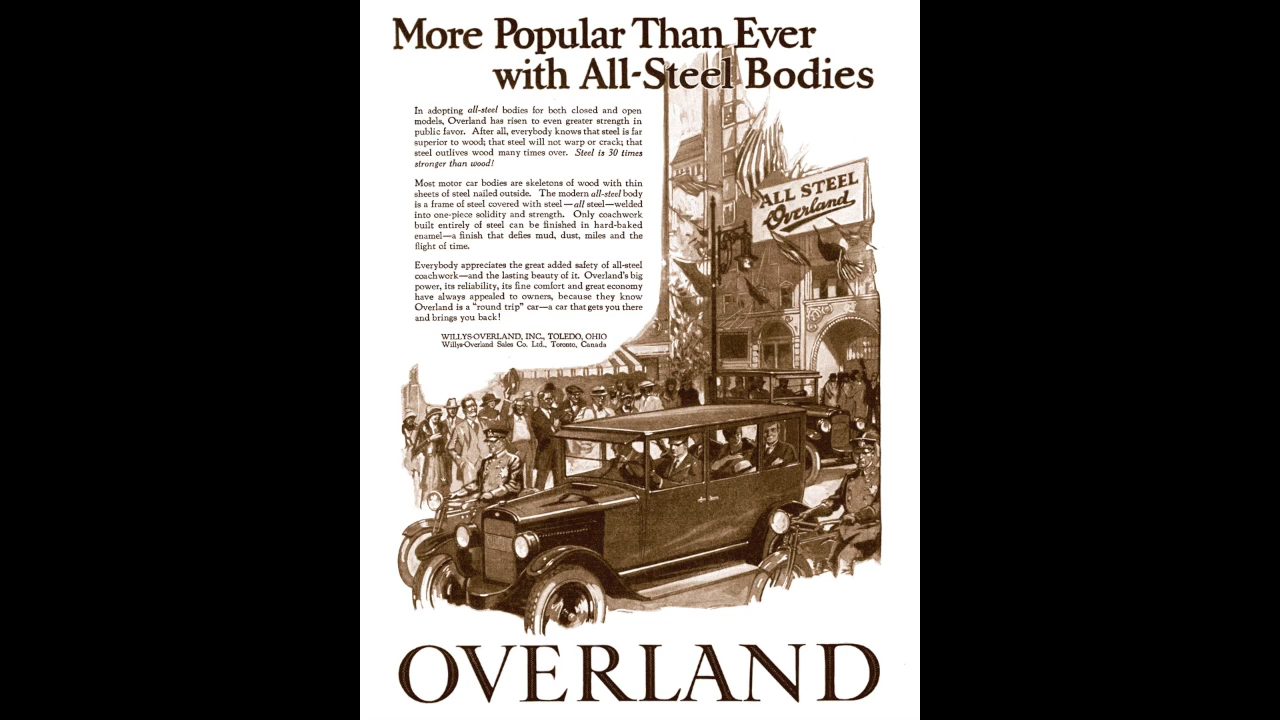 More Popular Than Ever
with All-Steel Bodies
In adopting all-steel bodies for both closed and open
models, Overland has risen to even greater strength in
public favor. After all, everybody knows that steel is far
superior to wood; that steel will not warp or crack; that
steel outlives wood many times over. Steel is 30 times
stronger than wood!
Most motor car bodies are skeletons of wood with thin
sheets of steel nailed outside. The modern all-steel body
is a frame of steel covered with steel—all steel—welded
into one-piece solidity and strength. Only coachwork
built entirely of steel can be finished in hard-baked
enamel—a finish that defies mud, dust, miles and the
flight of time.
Everybody appreciates the great added safety of all-steel
coachwork—and the lasting beauty of it. Overland's big
power, its reliability, its fine comfort and great economy
have always appealed to owners, because they know
Overland is a "round trip" car—a car that gets you there
and brings you back!
WILLYS-OVERLAND, INC., TOLEDO, OHIO
Willys-Overland Sales Co. Ltd., Toronto, Canada
ALL STEEL
Overland
OVERLAND